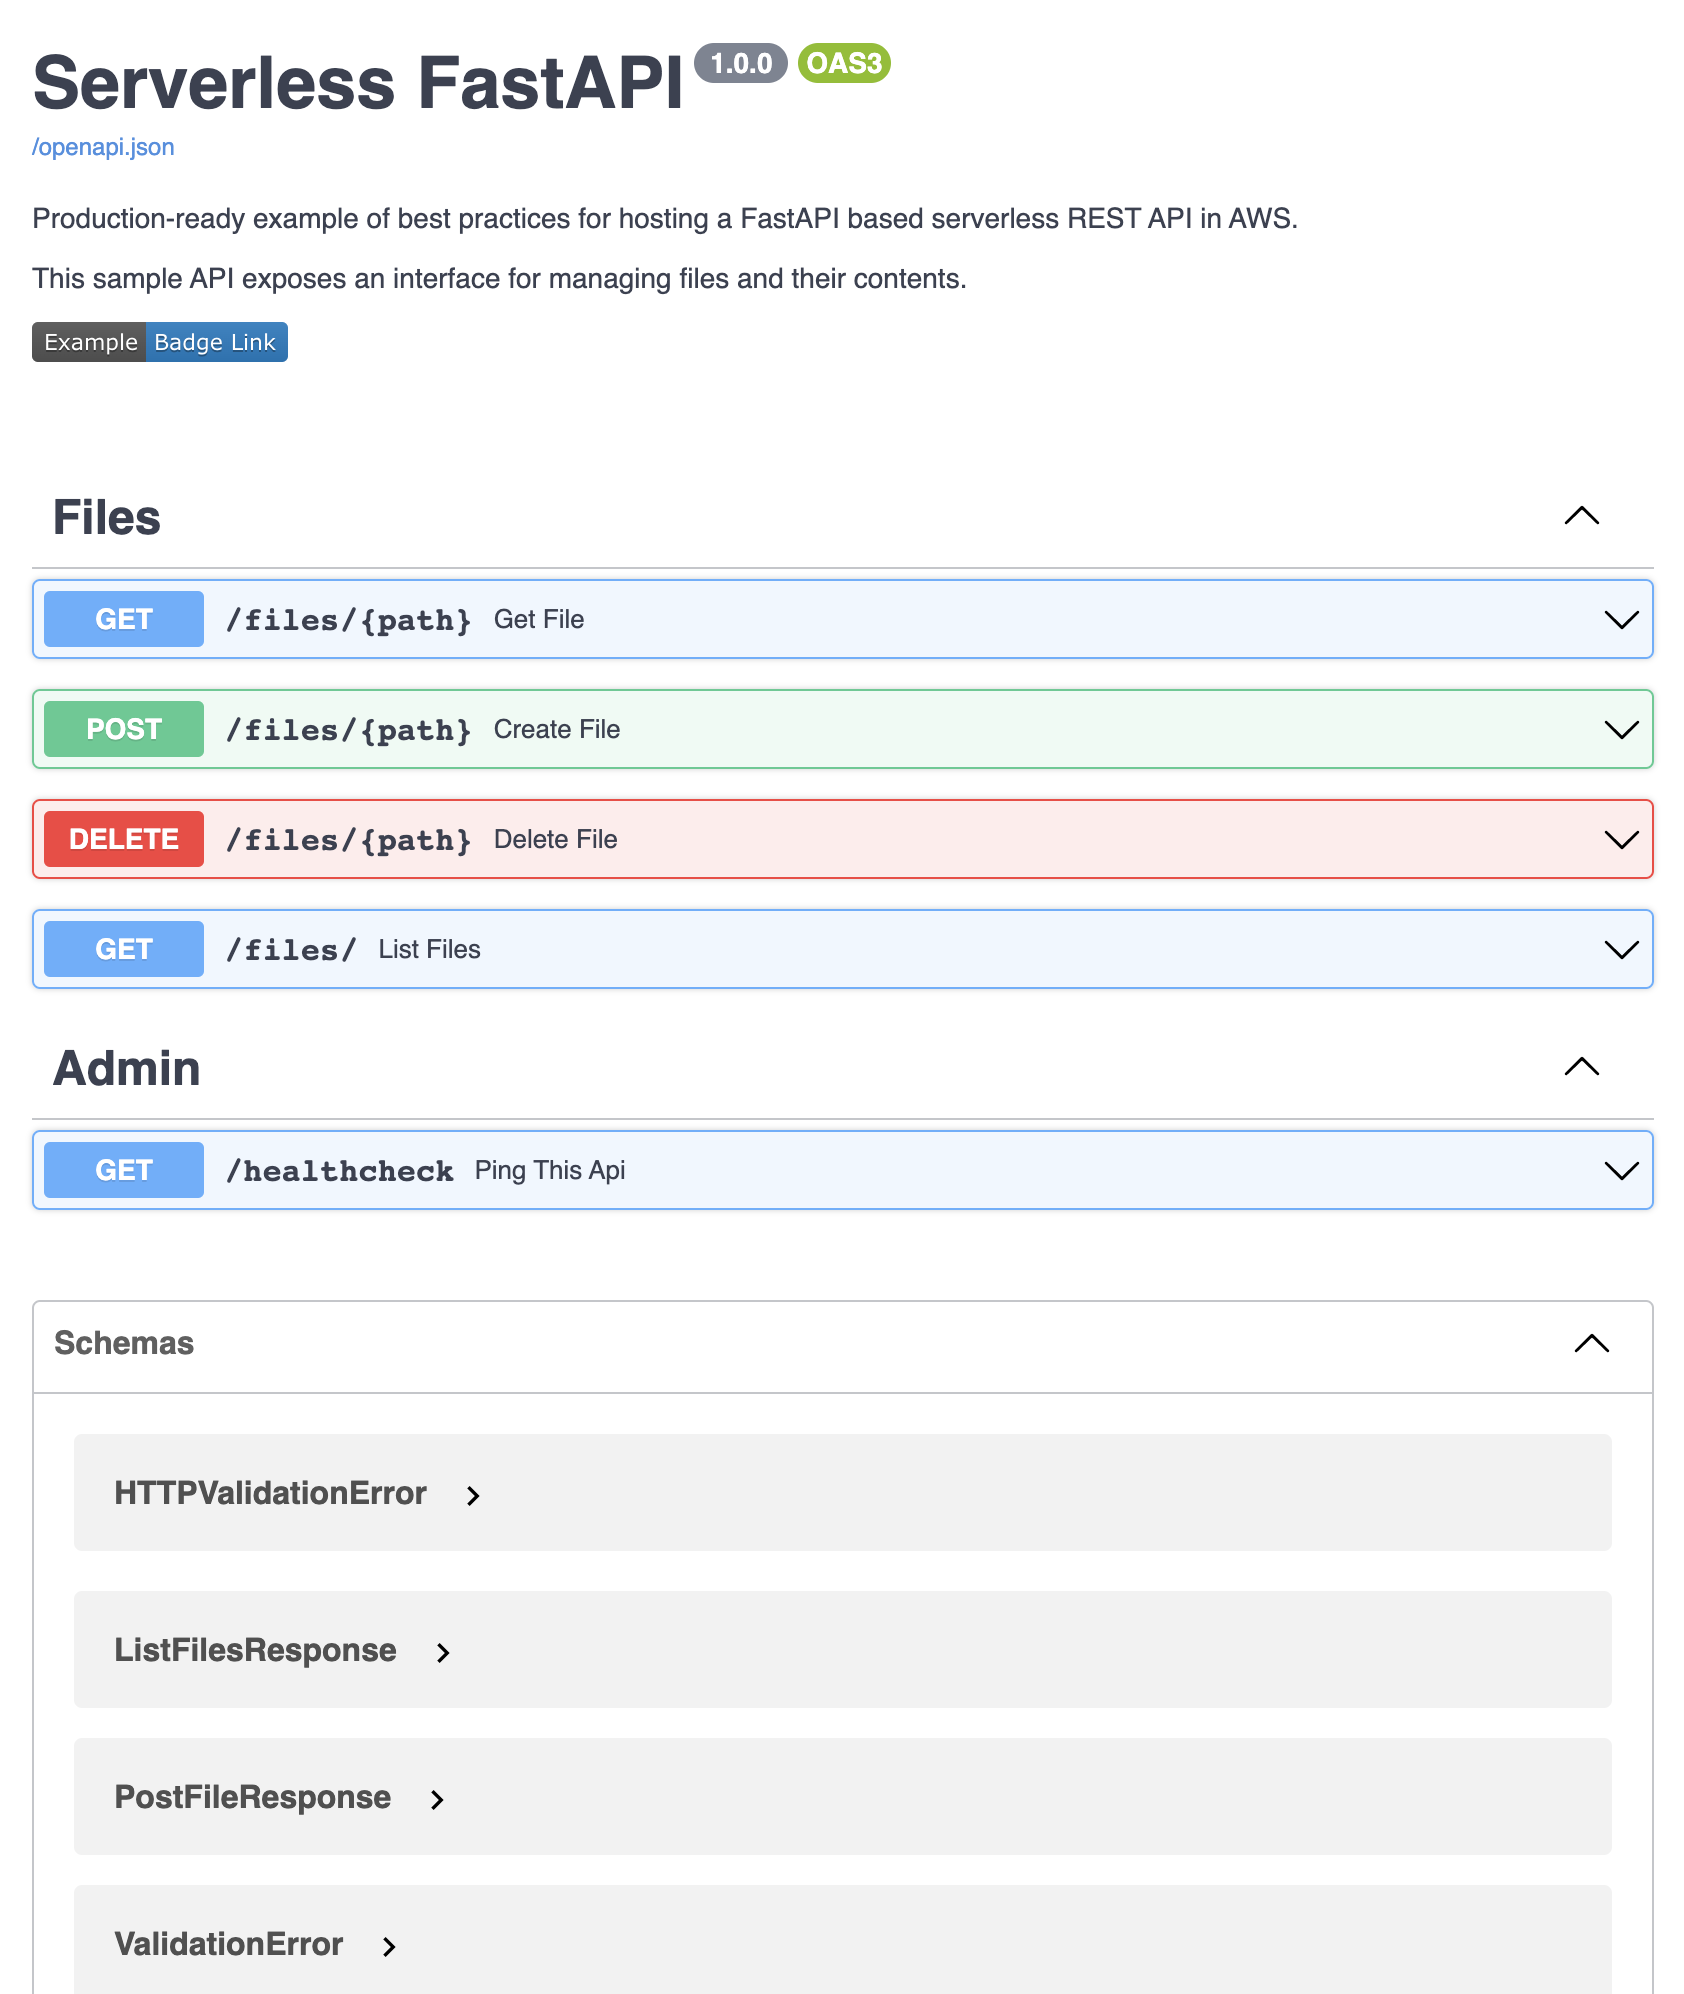 Serverless FastAPI 1.0.0 OAS3
/openapi.json
Production-ready example of best practices for hosting a FastAPI based serverless REST API in AWS.
This sample API exposes an interface for managing files and their contents.
Example Badge Link
Files
GET /files/{path} Get File
POST /files/{path} Create File
DELETE /files/{path} Delete File
GET /files/ List Files
Admin
GET /healthcheck Ping This Api
Schemas
HTTPValidationError
ListFilesResponse
PostFileResponse
ValidationError